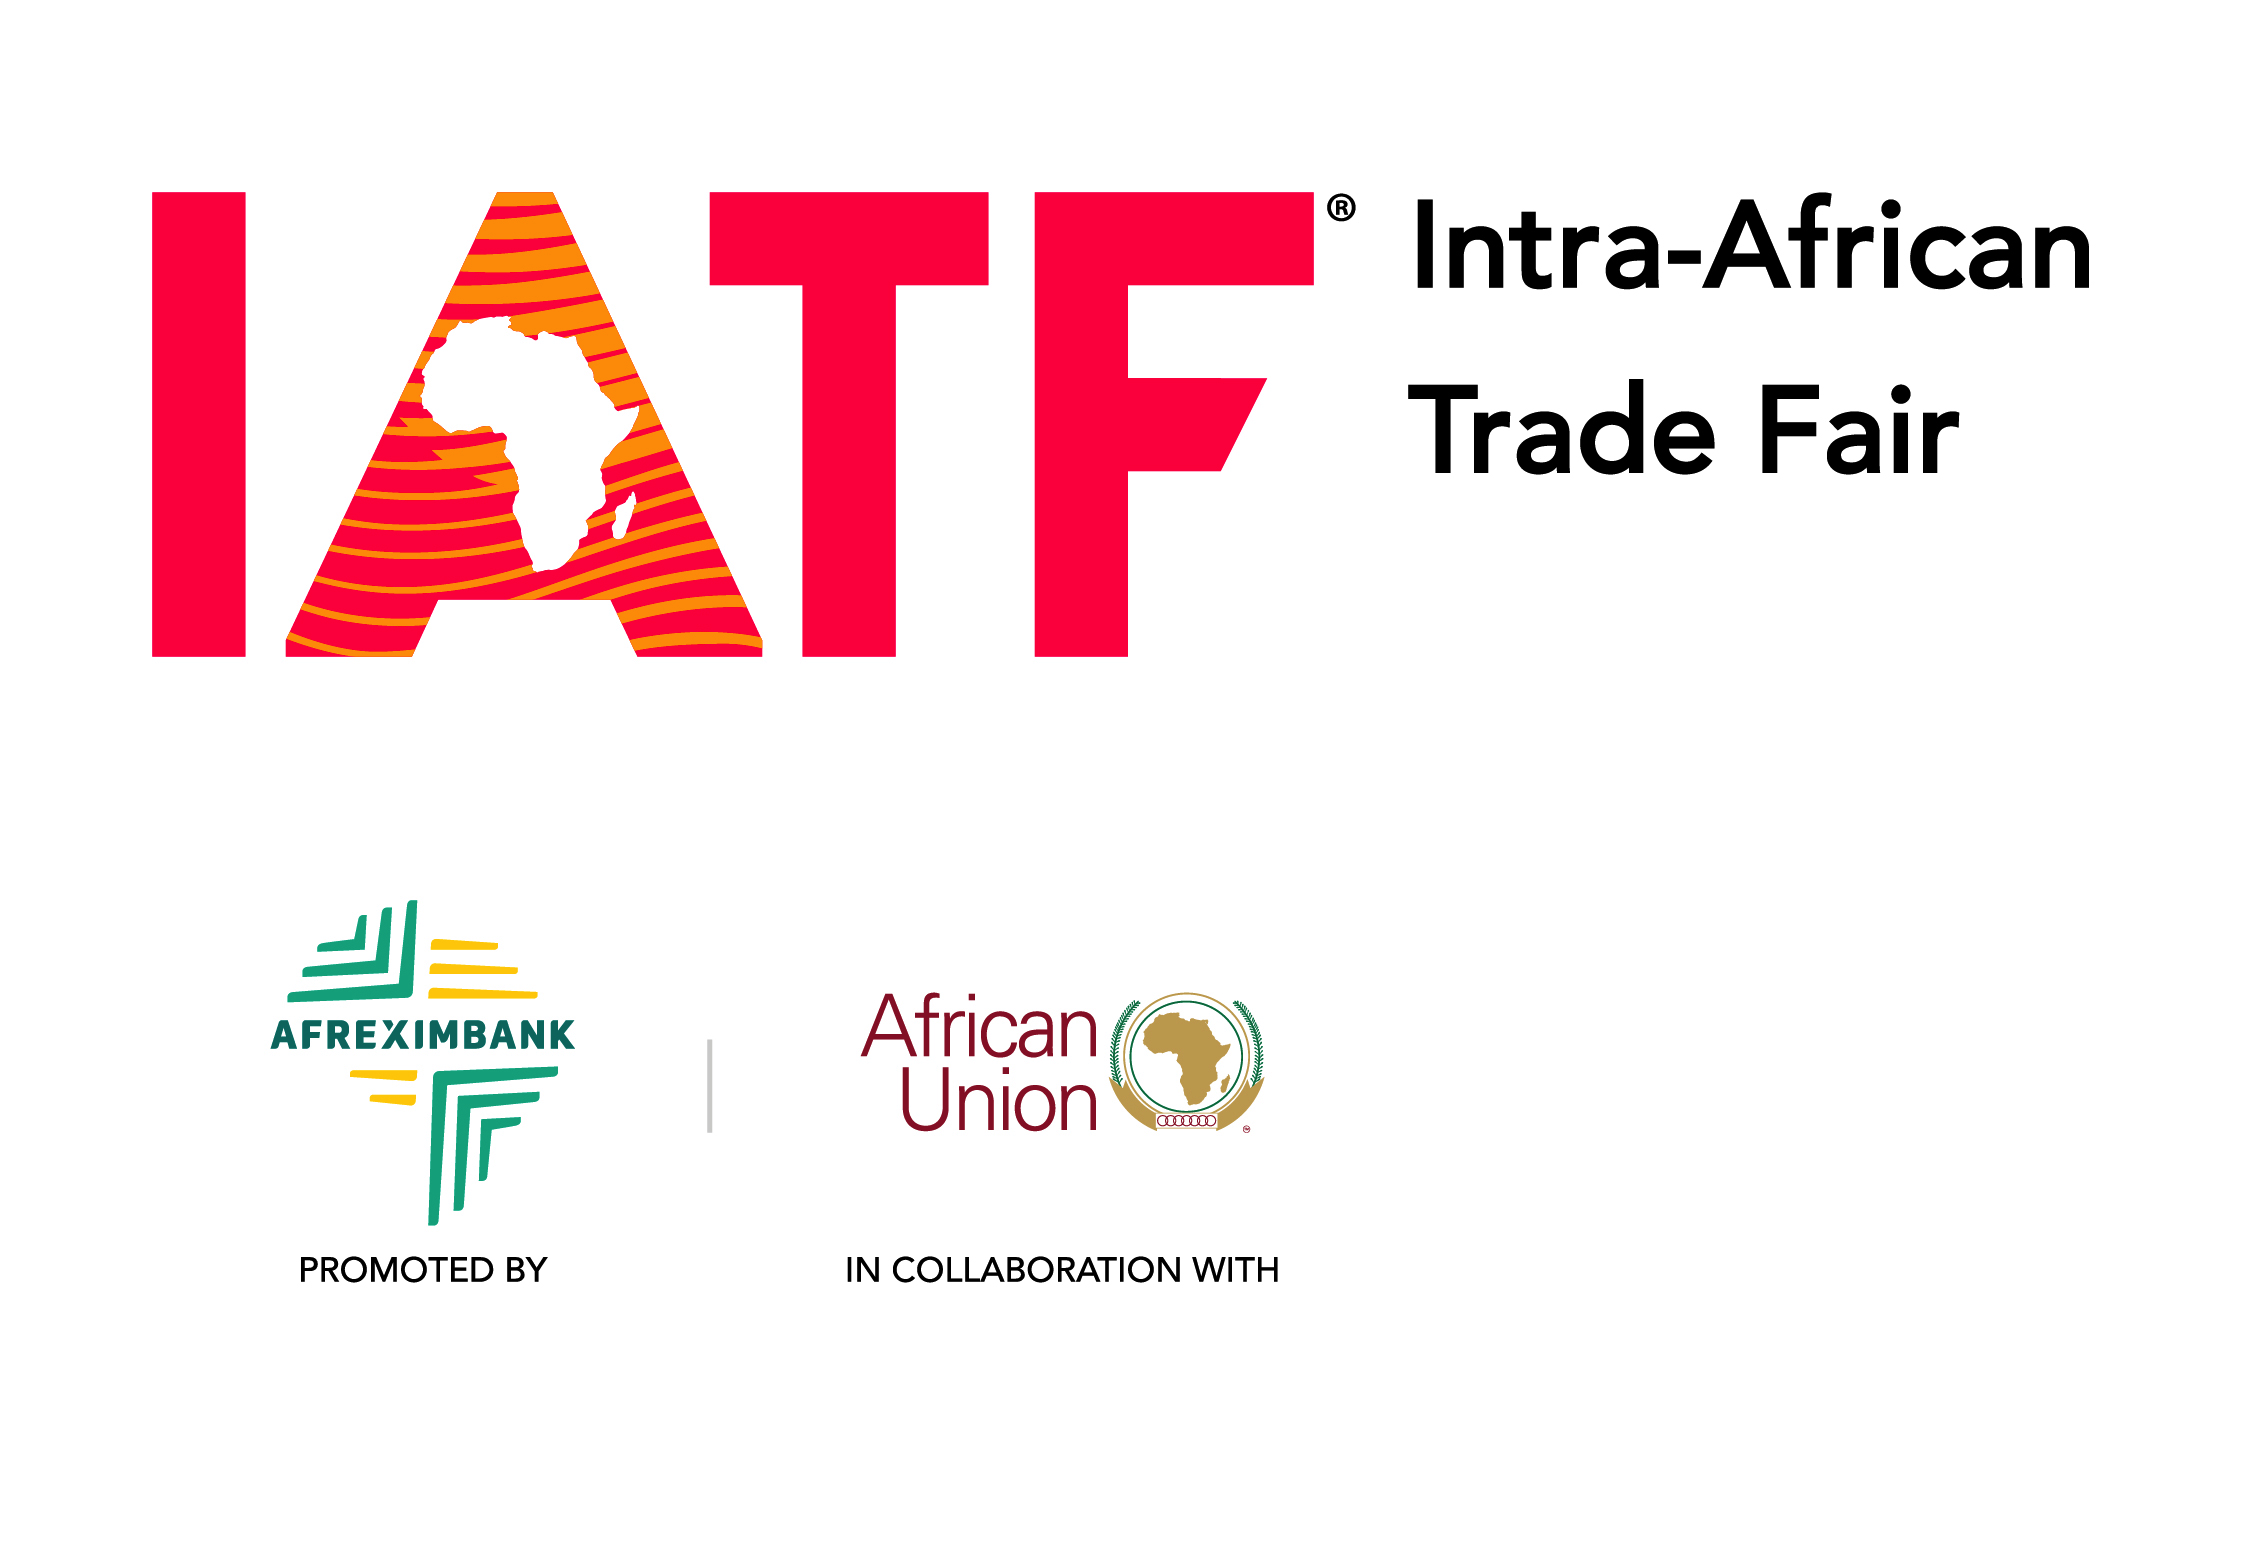 IATF®
Intra-African
Trade Fair
AFREXIMBANK
PROMOTED BY
African
Union
IN COLLABORATION WITH